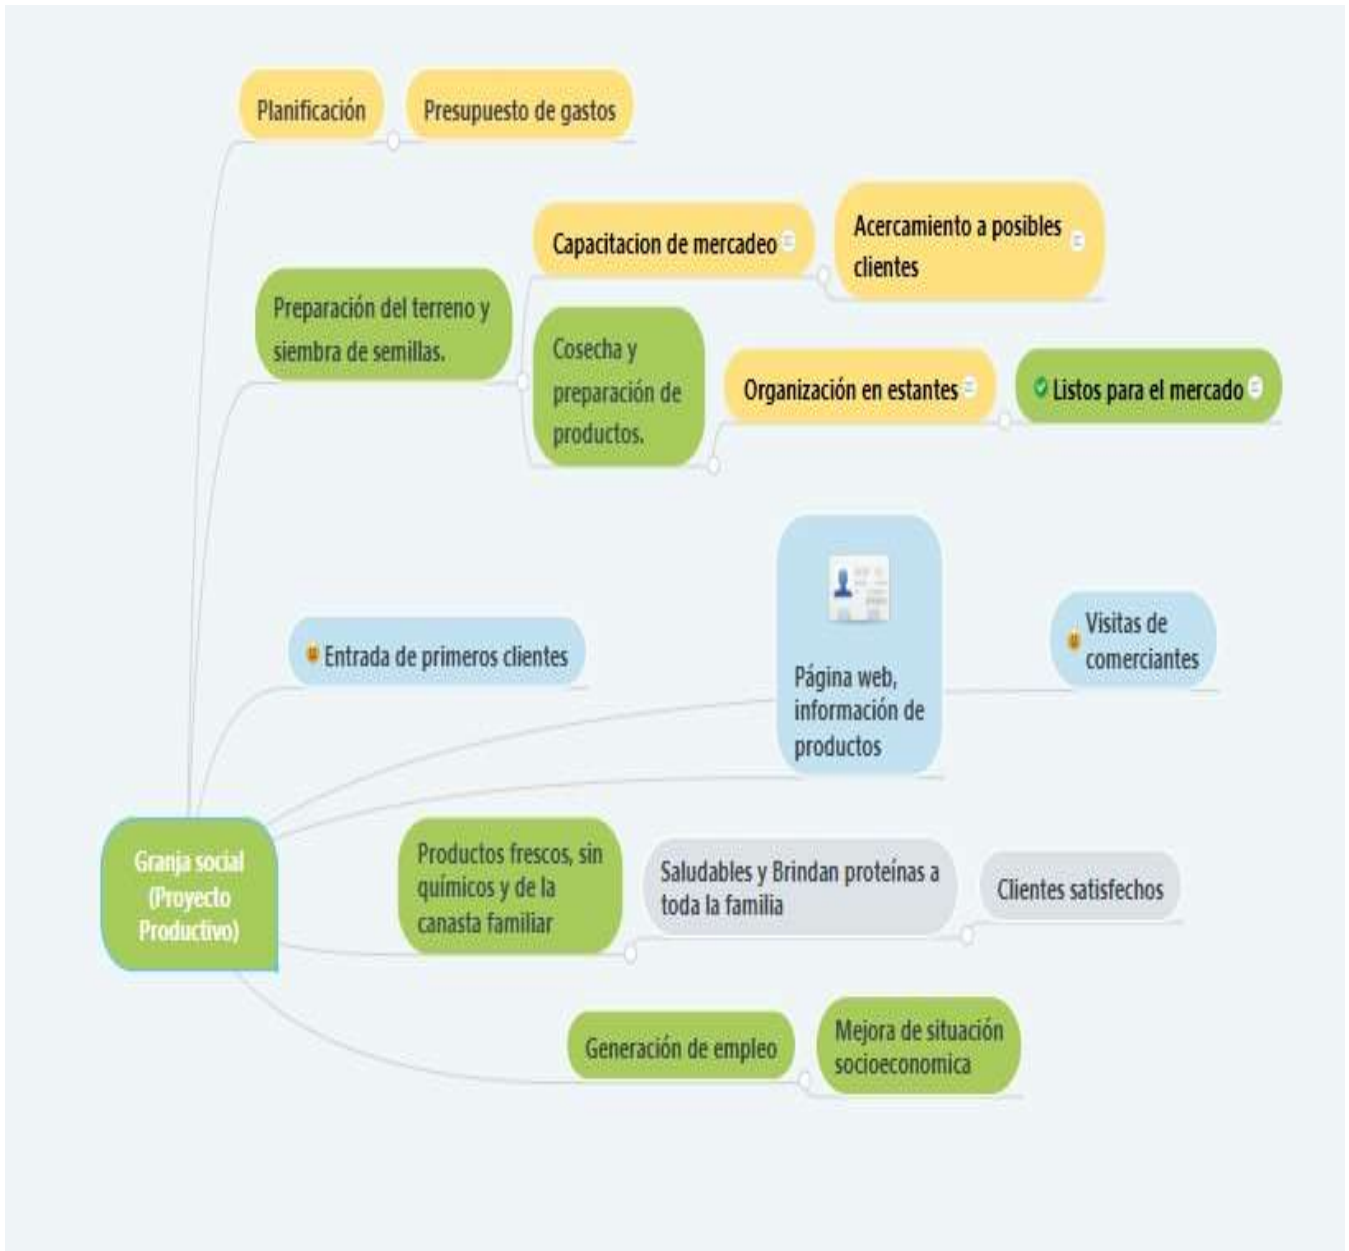 Planificación
Presupuesto de gastos
Capacitacion de mercadeo
Acercamiento a posibles
clientes
Preparación del terreno y
siembra de semillas.
Cosecha y
preparación de
productos.
Organización en estantes
Listos para el mercado
Entrada de primeros clientes
Página web,
información de
productos
Visitas de
comerciantes
Granja social
(Proyecto
Productivo)
Productos frescos, sin
químicos y de la
canasta familiar
Saludables y Brindan proteínas a
toda la familia
Clientes satisfechos
Generación de empleo
Mejora de situación
socioeconomica